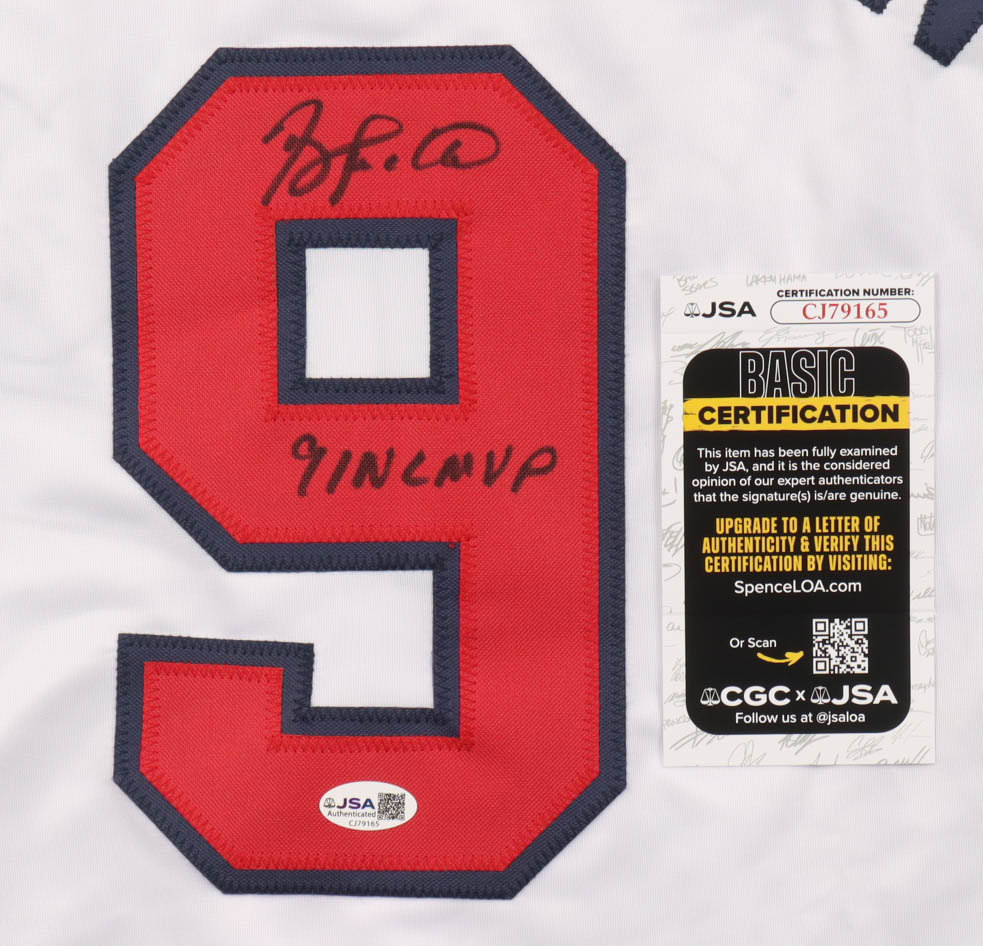 9
91 NL MVP
JSA
CERTIFICATION NUMBER:
CJ79165
BASIC
CERTIFICATION
This item has been fully examined
by JSA, and it is the considered
opinion of our expert authenticators
that the signature(s) is/are genuine.
UPGRADE TO A LETTER OF
AUTHENTICITY & VERIFY THIS
CERTIFICATION BY VISITING:
SpenceLOA.com
Or Scan
CGC x JSA
Follow us at @jsaloa
JSA
Authenticated
CJ79165